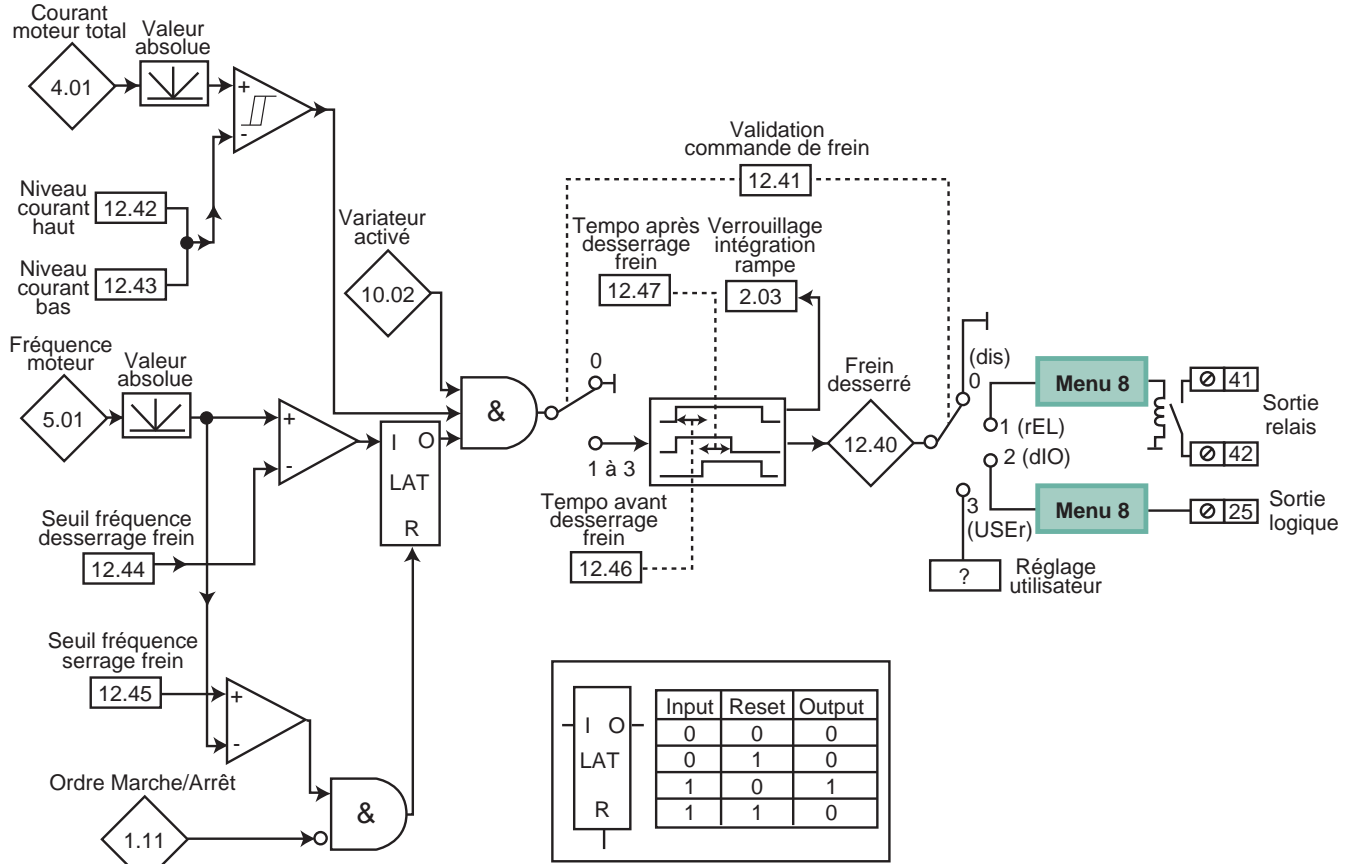 Courant
moteur total
4.01
Valeur
absolue
+
-
Niveau
courant
haut
12.42
Niveau
courant
bas
12.43
Variateur
activé
10.02
Fréquence
moteur
5.01
Valeur
absolue
+
-
I O
LAT
R
&
Seuil fréquence
desserrage frein
12.44
Seuil fréquence
serrage frein
12.45
+
-
Ordre Marche/Arrêt
1.11
&
Validation
commande de frein
12.41
Tempo après
desserrage
frein
12.47
Verrouillage
intégration
rampe
2.03
0
1 à 3
Tempo avant
desserrage
frein
12.46
Frein
desserré
12.40
(dis)
0
1 (rEL)
2 (dIO)
3
(USEr)
?
Réglage
utilisateur
Menu 8
41
42
Sortie
relais
Menu 8
25
Sortie
logique
I O
LAT
R
Input Reset Output
0 0 0
0 1 0
1 0 1
1 1 0